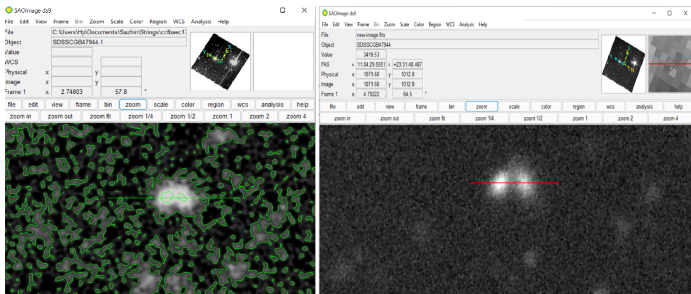 SAOImage ds9
File Edit View Frame Bin Zoom Scale Color Region WCS Analysis Help
File C:\Users\Hp\Documents\Sazhin\Strings\ccfbaec1
Object SDSSCGB47944.1
Value
WCS
Physical x y
Image x y
Frame 1 x 2.74803 57.8 °
file edit view frame bin zoom scale color region wcs analysis help
zoom in zoom out zoom fit zoom 1/4 zoom 1/2 zoom 1 zoom 2 zoom 4
SAOImage ds9
File Edit View Frame Bin Zoom Scale Color Region WCS Analysis Help
File new-image.fits
Object SDSSCGB47944
Value 3419.53
FK5 x 11:04:29.5551 y +23:31:40.467
Physical x 1071.60 y 1012.8
Image x 1071.60 y 1012.8
Frame 1 x 4.70222 64.5 °
file edit view frame bin zoom scale color region wcs analysis help
zoom in zoom out zoom fit zoom 1/4 zoom 1/2 zoom 1 zoom 2 zoom 4